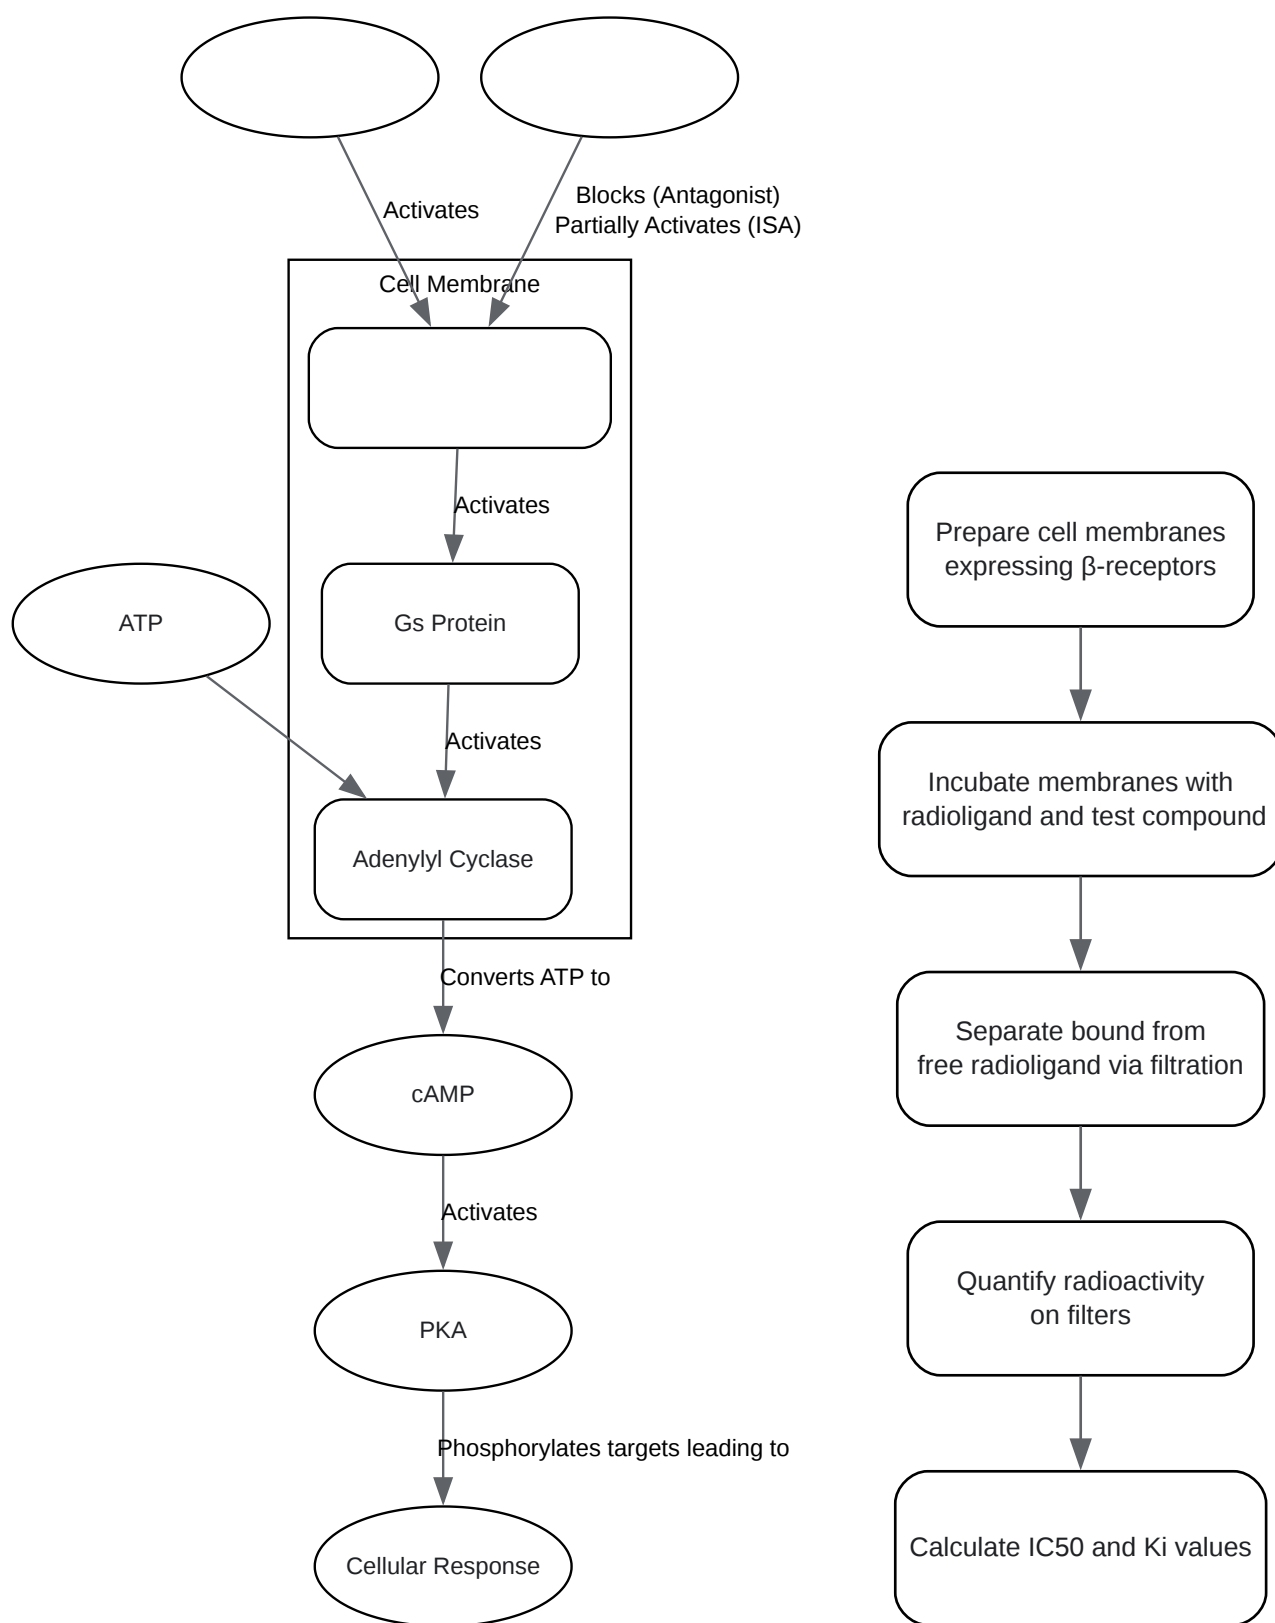 Activates
Blocks (Antagonist)
Partially Activates (ISA)
Cell Membrane
Activates
ATP
Gs Protein
Activates
Adenylyl Cyclase
Converts ATP to
cAMP
Activates
PKA
Phosphorylates targets leading to
Cellular Response
Prepare cell membranes
expressing β-receptors
Incubate membranes with
radioligand and test compound
Separate bound from
free radioligand via filtration
Quantify radioactivity
on filters
Calculate IC50 and Ki values